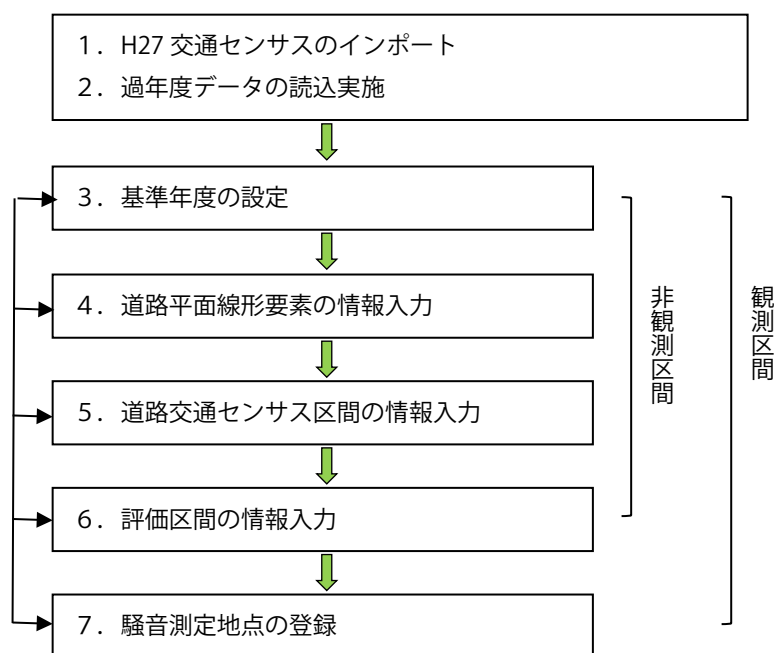 １．H27 交通センサスのインポート
２．過年度データの読込実施
３．基準年度の設定
４．道路平面線形要素の情報入力
５．道路交通センサス区間の情報入力
６．評価区間の情報入力
７．騒音測定地点の登録
非観測区間
観測区間